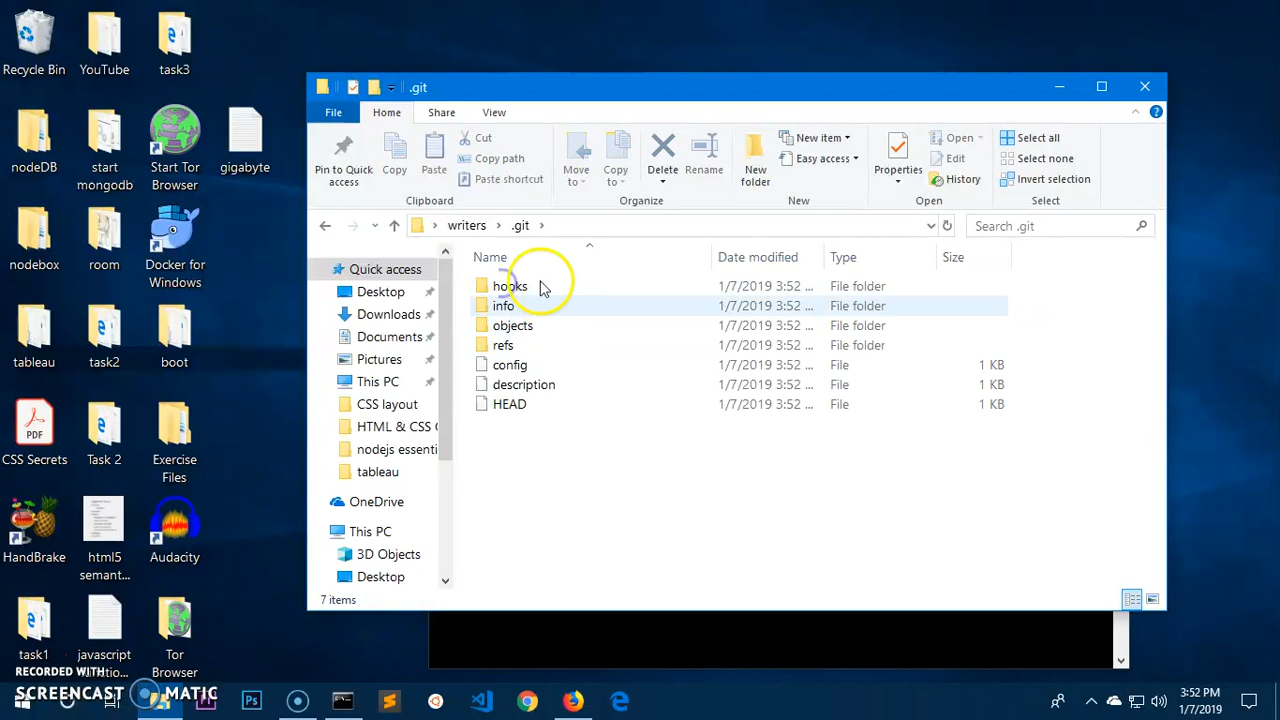 Recycle Bin
YouTube
task3
nodeDB
start
mongodb
Start Tor
Browser
gigabyte
nodebox
room
Docker for
Windows
tableau
task2
boot
PDF
CSS Secrets
Task 2
Exercise
Files
HandBrake
html5
semant...
Audacity
task1
javascript
Tor
Browser
RECORDED WITH
SCREENCAST MATIC
.git
File
Home
Share
View
Pin to Quick
access
Copy
Paste
Cut
Copy path
Paste shortcut
Clipboard
Move
to
Copy
to
Delete
Rename
Organize
New
folder
New item
Easy access
New
Properties
Open
Edit
History
Open
Select all
Select none
Invert selection
Select
writers > .git >
Search .git
Name
Date modified
Type
Size
hooks 1/7/2019 3:52 ... File folder
info 1/7/2019 3:52 ... File folder
objects 1/7/2019 3:52 ... File folder
refs 1/7/2019 3:52 ... File folder
config 1/7/2019 3:52 ... File 1 KB
description 1/7/2019 3:52 ... File 1 KB
HEAD 1/7/2019 3:52 ... File 1 KB
Quick access
Desktop
Downloads
Documents
Pictures
This PC
CSS layout
HTML & CSS
nodejs essenti
tableau
OneDrive
This PC
3D Objects
Desktop
7 items
3:52 PM
1/7/2019